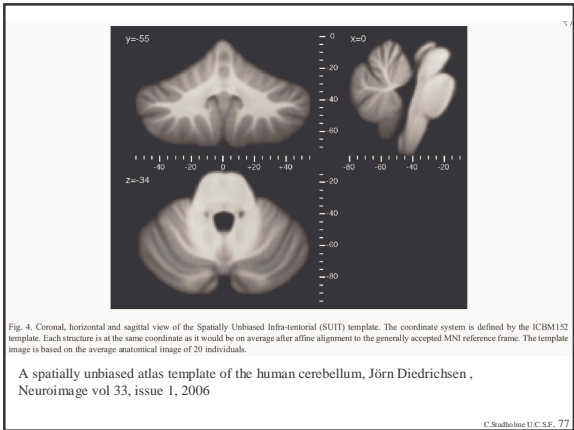 y=-55
x=0
0
-20
-40
-60
-40 -20 0 +20 +40
-80 -60 -40 -20
z=-34
-20
-40
-60
-80
Fig. 4. Coronal, horizontal and sagittal view of the Spatially Unbiased Infra-tentorial (SUIT) template. The coordinate system is defined by the ICBM152
template. Each structure is at the same coordinate as it would be on average after affine alignment to the generally accepted MNI reference frame. The template
image is based on the average anatomical image of 20 individuals.
A spatially unbiased atlas template of the human cerebellum, Jörn Diedrichsen ,
Neuroimage vol 33, issue 1, 2006
C.Studholme U.C.S.F. 77